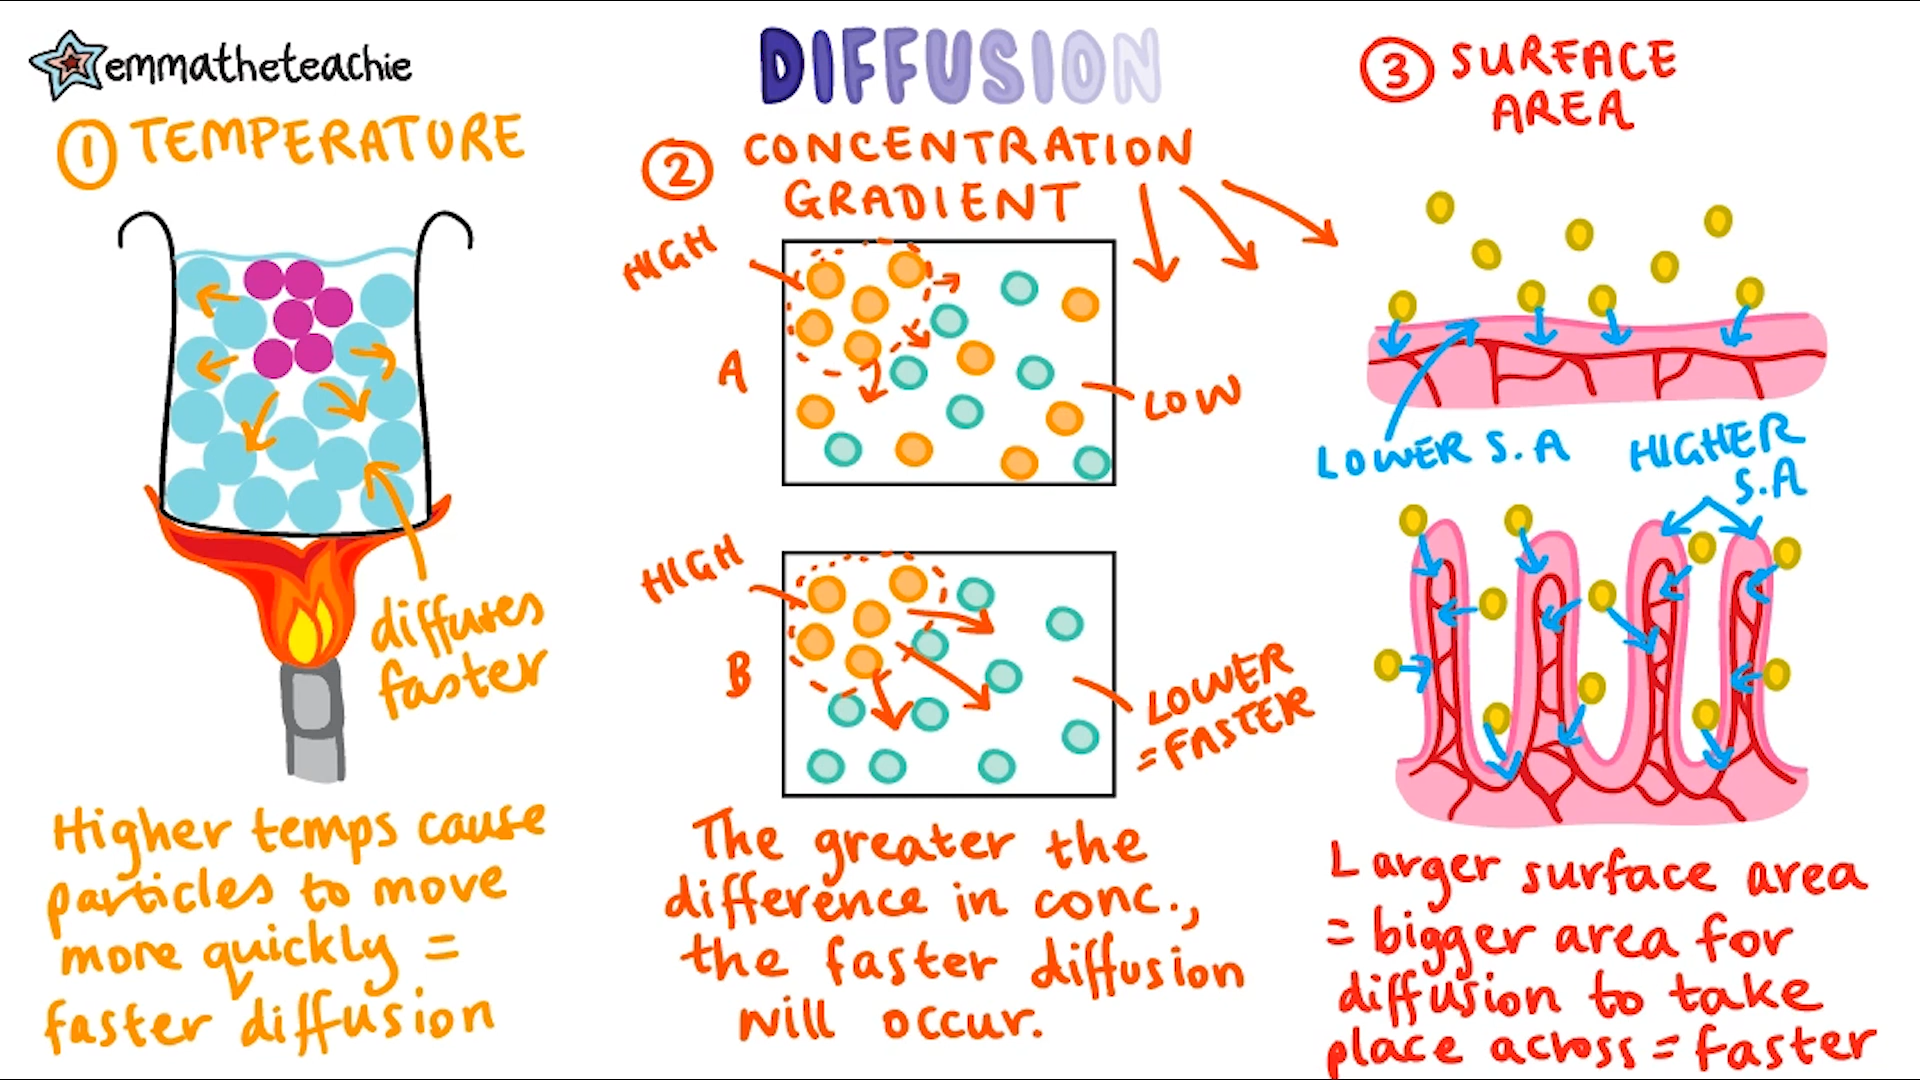 emmatheteachie
DIFFUSION
1 TEMPERATURE
diffuses
faster
Higher temps cause
particles to move
more quickly =
faster diffusion
2 CONCENTRATION
GRADIENT
HIGH
A
LOW
HIGH
B
LOWER
= FASTER
The greater the
difference in conc.,
the faster diffusion
will occur.
3 SURFACE
AREA
LOWER S.A
HIGHER
S.A
Larger surface area
= bigger area for
diffusion to take
place across = faster